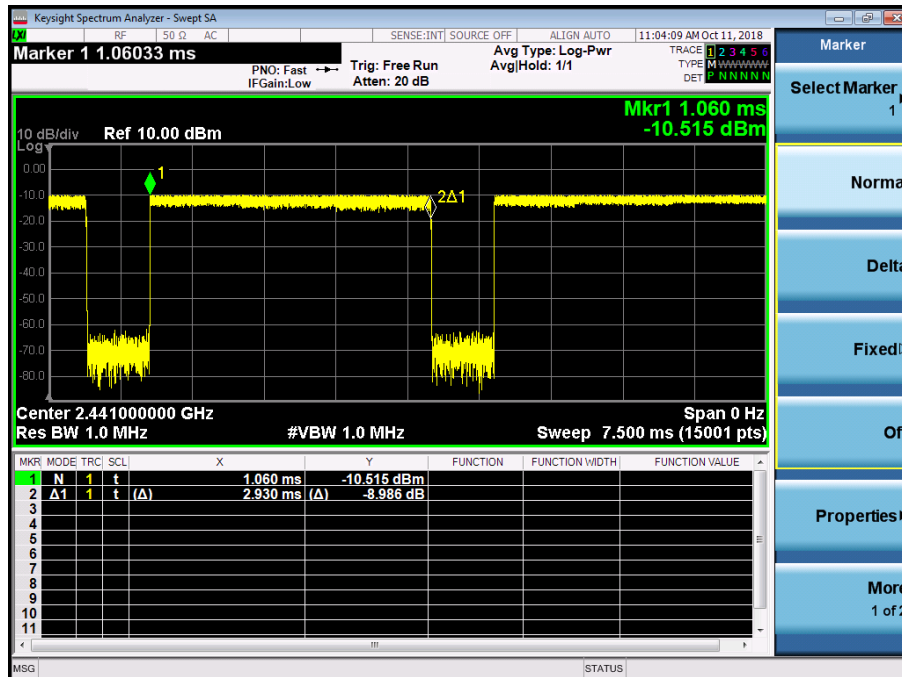 Keysight Spectrum Analyzer - Swept SA
LXI RF 50 Ω AC SENSE:INT SOURCE OFF ALIGN AUTO 11:04:09 AM Oct 11, 2018
Marker 1 1.06033 ms
PNO: Fast
IFGain:Low
Trig: Free Run
Atten: 20 dB
Avg Type: Log-Pwr
Avg|Hold: 1/1
TRACE 1 2 3 4 5 6
TYPE M WWWWW
DET P N N N N N
Mkr1 1.060 ms
-10.515 dBm
10 dB/div Ref 10.00 dBm
Log
1
2Δ1
0.00
-10.0
-20.0
-30.0
-40.0
-50.0
-60.0
-70.0
-80.0
Center 2.441000000 GHz Span 0 Hz
Res BW 1.0 MHz #VBW 1.0 MHz Sweep 7.500 ms (15001 pts)
MKR MODE TRC SCL X Y FUNCTION FUNCTION WIDTH FUNCTION VALUE
1 N 1 t 1.060 ms -10.515 dBm
2 Δ1 1 t (Δ) 2.930 ms (Δ) -8.986 dB
3
4
5
6
7
8
9
10
11
MSG STATUS
Marker
Select Marker
1
Norma
Delta
Fixed
Of
Properties
More
1 of 2